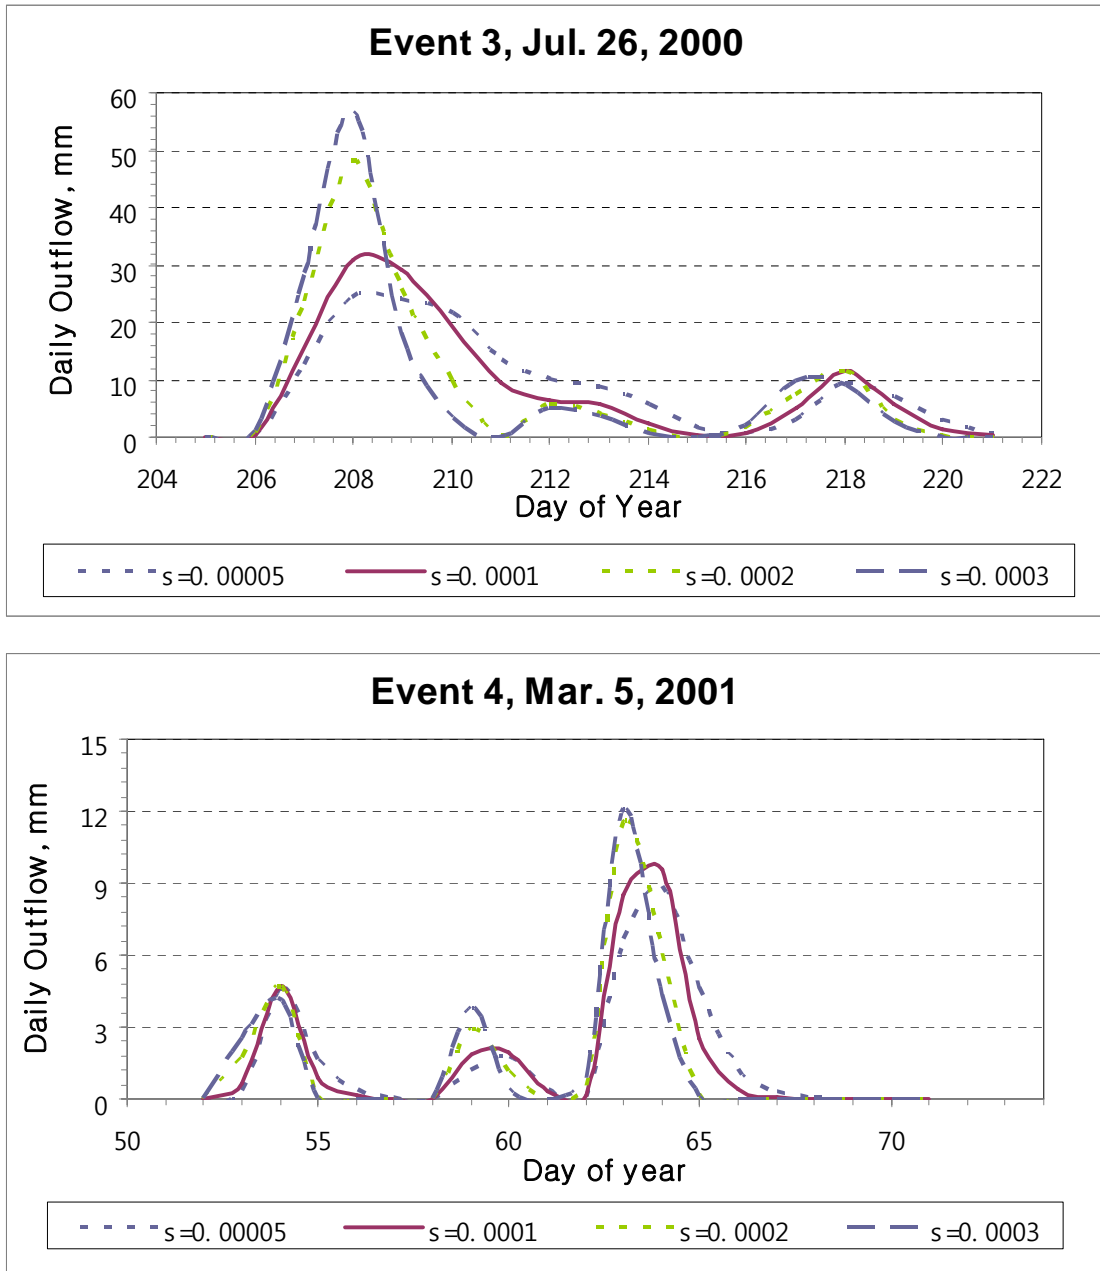 Event 3, Jul. 26, 2000
Daily Outflow, mm
60
50
40
30
20
10
0
204 206 208 210 212 214 216 218 220 222
Day of Year
s=0. 00005 s=0. 0001 s=0. 0002 s=0. 0003
Event 4, Mar. 5, 2001
Daily Outflow, mm
15
12
9
6
3
0
50 55 60 65 70
Day of year
s=0. 00005 s=0. 0001 s=0. 0002 s=0. 0003